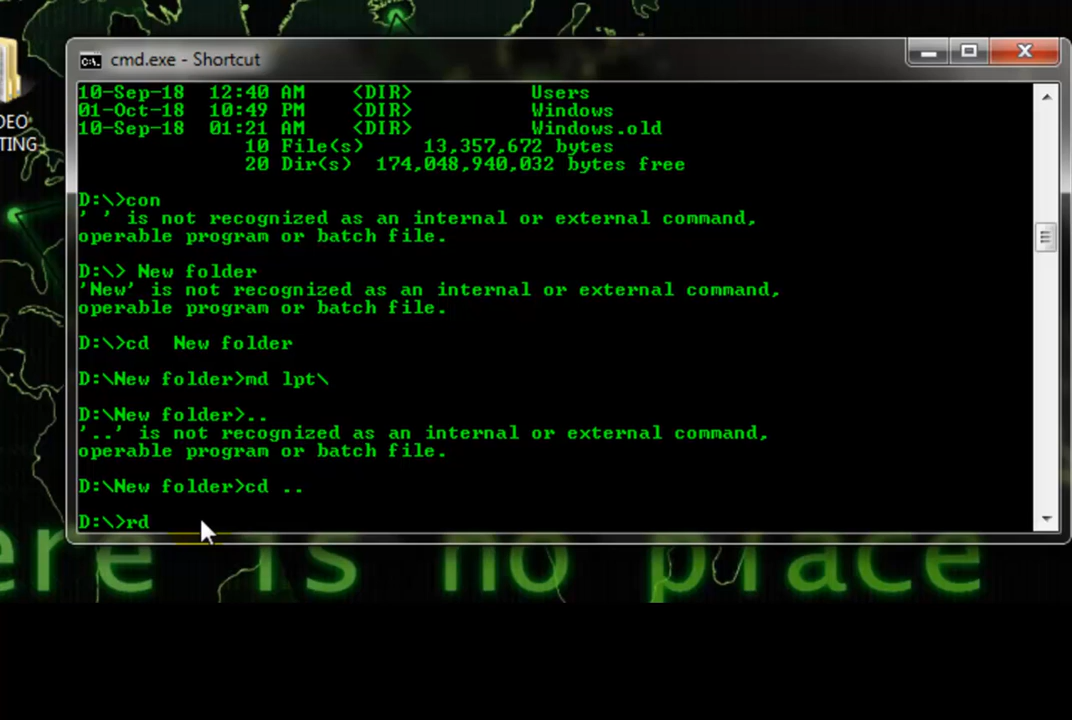 DEO
TING
cmd.exe - Shortcut
10-Sep-18 12:40 AM <DIR> Users
01-Oct-18 10:49 PM <DIR> Windows
10-Sep-18 01:21 AM <DIR> Windows.old
10 File(s) 13,357,672 bytes
20 Dir(s) 174,048,940,032 bytes free
D:\>con
' ' is not recognized as an internal or external command,
operable program or batch file.
D:\> New folder
'New' is not recognized as an internal or external command,
operable program or batch file.
D:\>cd  New folder
D:\New folder>md lpt\
D:\New folder>..
'..' is not recognized as an internal or external command,
operable program or batch file.
D:\New folder>cd ..
D:\>rd
ere is no place